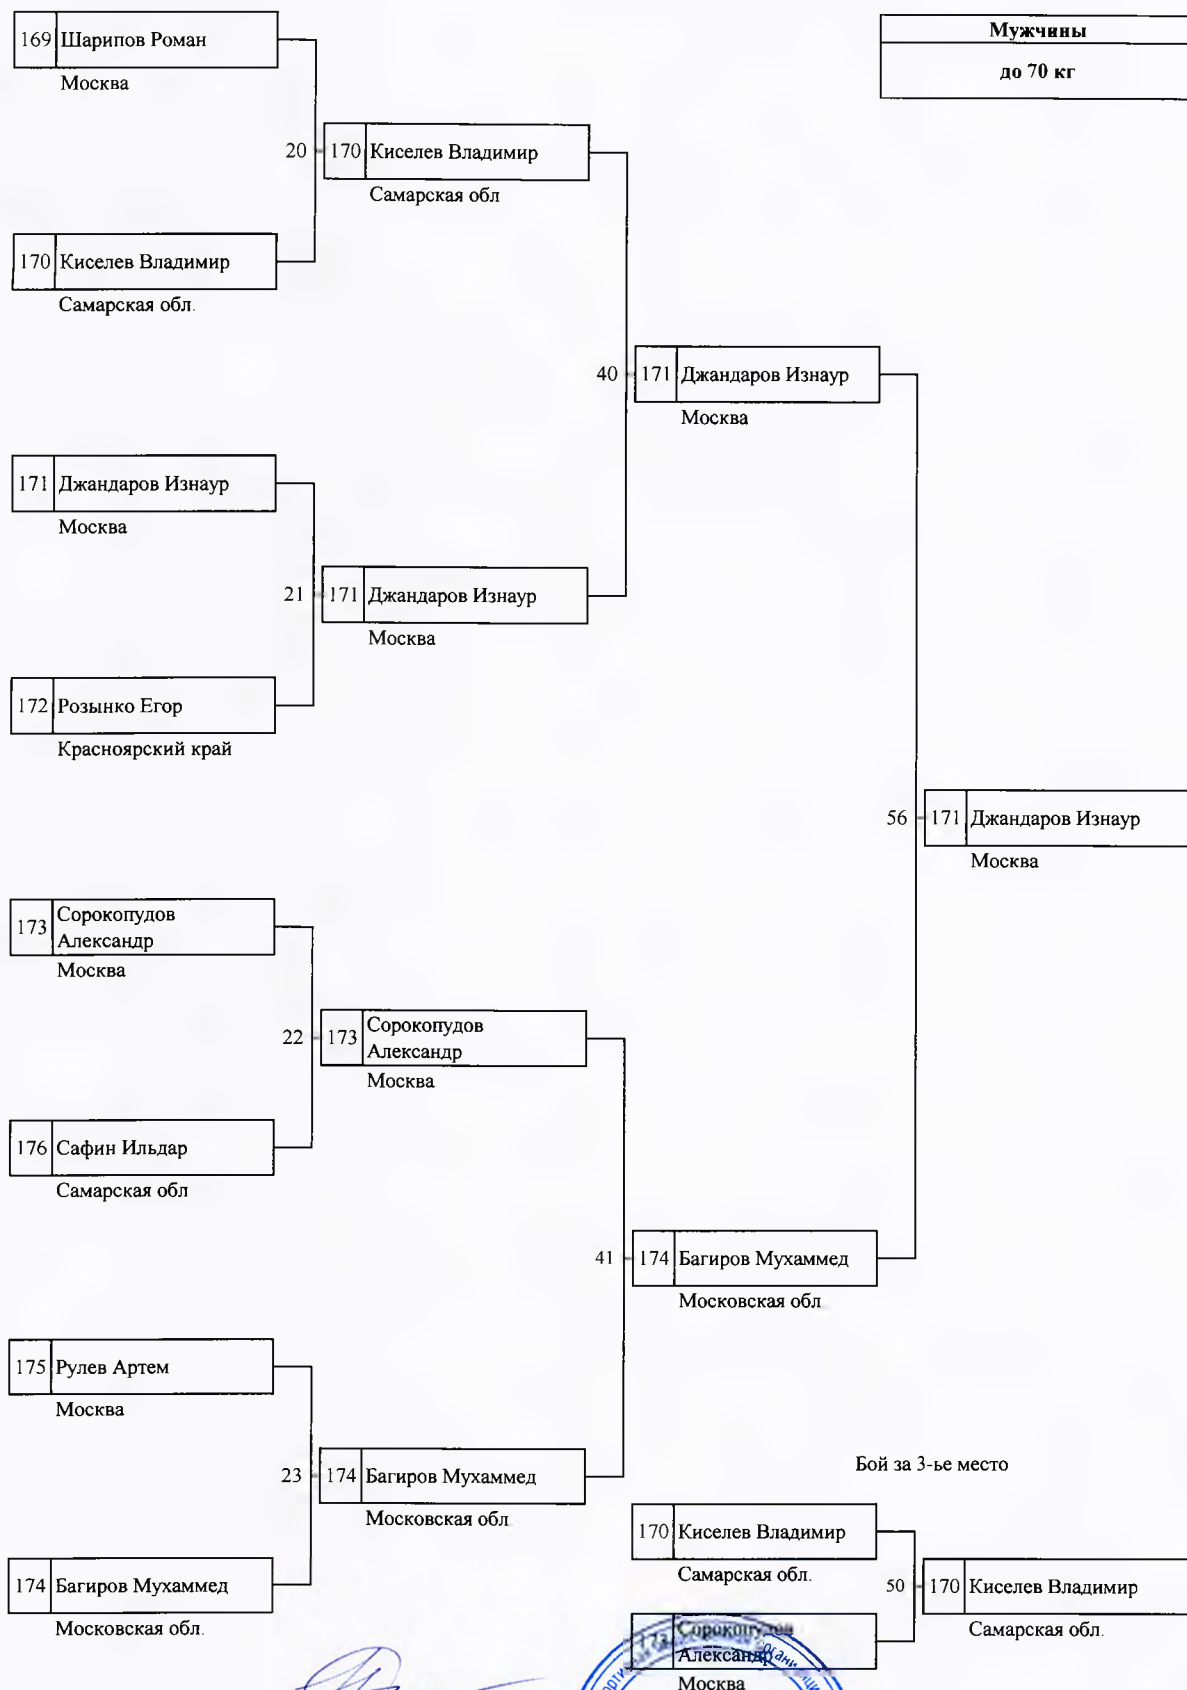 Мужчины
до 70 кг
169 Шарипов Роман
Москва
20 170 Киселев Владимир
Самарская обл
170 Киселев Владимир
Самарская обл.
40 171 Джандаров Изнаур
Москва
171 Джандаров Изнаур
Москва
21 171 Джандаров Изнаур
Москва
172 Розынко Егор
Красноярский край
56 171 Джандаров Изнаур
Москва
173 Сорокопудов
Александр
Москва
22 173 Сорокопудов
Александр
Москва
176 Сафин Ильдар
Самарская обл
41 174 Багиров Мухаммед
Московская обл
175 Рулев Артем
Москва
23 174 Багиров Мухаммед
Московская обл
174 Багиров Мухаммед
Московская обл.
Бой за 3-ье место
170 Киселев Владимир
Самарская обл.
50 170 Киселев Владимир
Самарская обл.
173 Сорокопудов
Александр
Москва